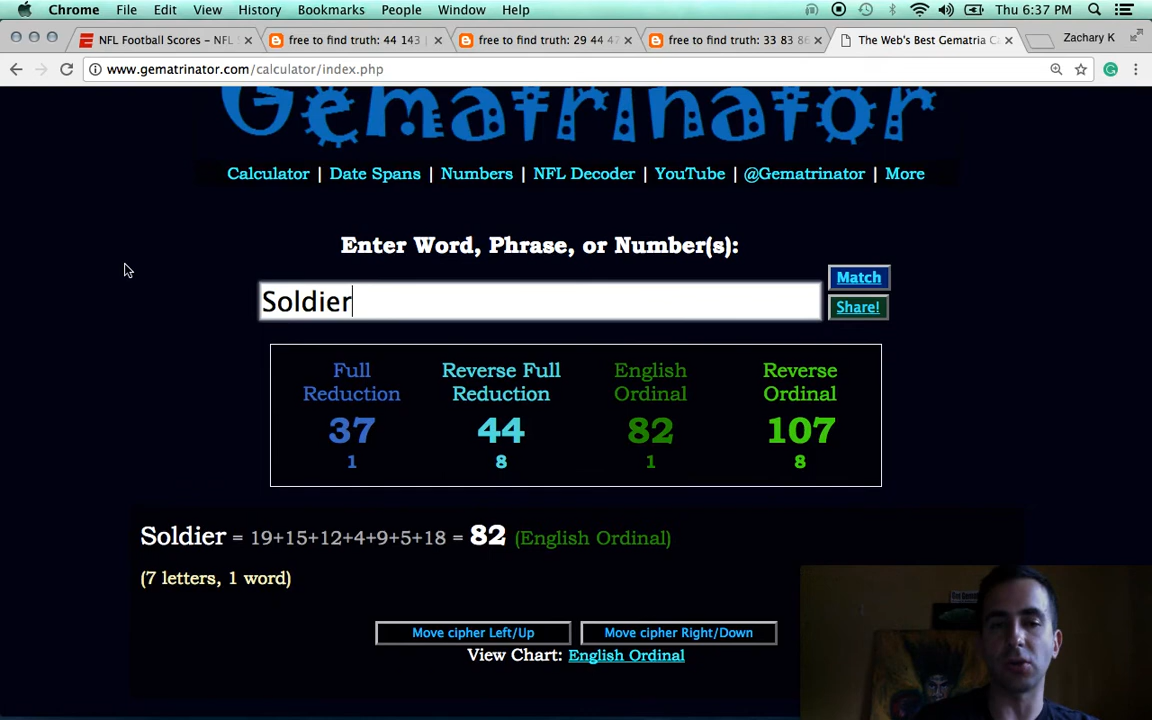 Chrome File Edit View History Bookmarks People Window Help Thu 6:37 PM
NFL Football Scores – NFL free to find truth: 44 143 free to find truth: 29 44 47 free to find truth: 33 83 86 The Web's Best Gematria Ca Zachary K
www.gematrinator.com/calculator/index.php
Gematrinator
Calculator | Date Spans | Numbers | NFL Decoder | YouTube | @Gematrinator | More
Enter Word, Phrase, or Number(s):
Match
Soldier
Share!
Full Reduction Reverse Full Reduction English Ordinal Reverse Ordinal
37 44 82 107
1 8 1 8
Soldier = 19+15+12+4+9+5+18 = 82 (English Ordinal)
(7 letters, 1 word)
Move cipher Left/Up Move cipher Right/Down
View Chart: English Ordinal